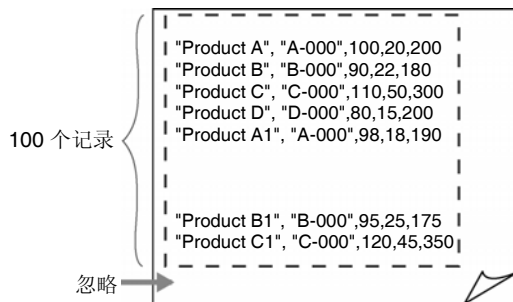 "Product A", "A-000",100,20,200
"Product B", "B-000",90,22,180
"Product C", "C-000",110,50,300
"Product D", "D-000",80,15,200
"Product A1", "A-000",98,18,190
100 个记录
"Product B1", "B-000",95,25,175
"Product C1", "C-000",120,45,350
忽略